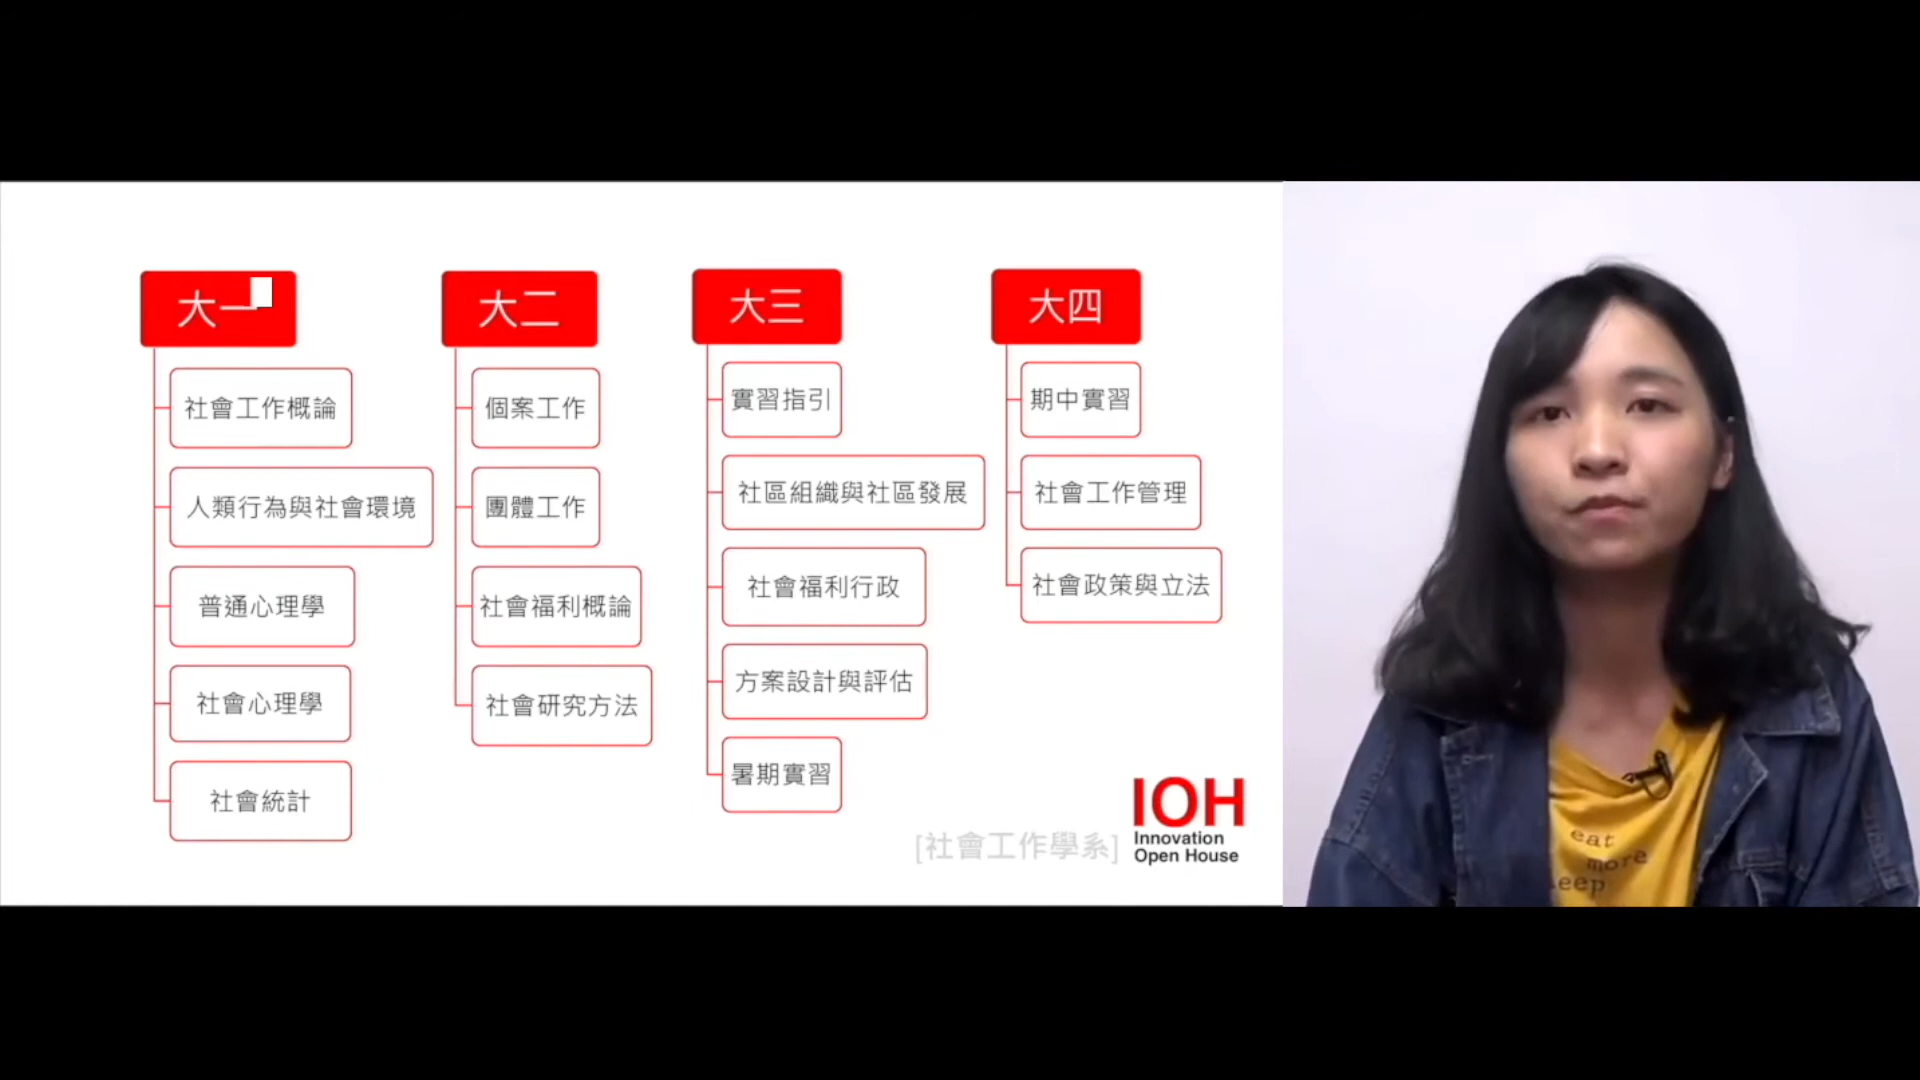 大一
社會工作概論
人類行為與社會環境
普通心理學
社會心理學
社會統計
大二
個案工作
團體工作
社會福利概論
社會研究方法
大三
實習指引
社區組織與社區發展
社會福利行政
方案設計與評估
暑期實習
大四
期中實習
社會工作管理
社會政策與立法
[社會工作學系]
IOH
Innovation
Open House
eat
more